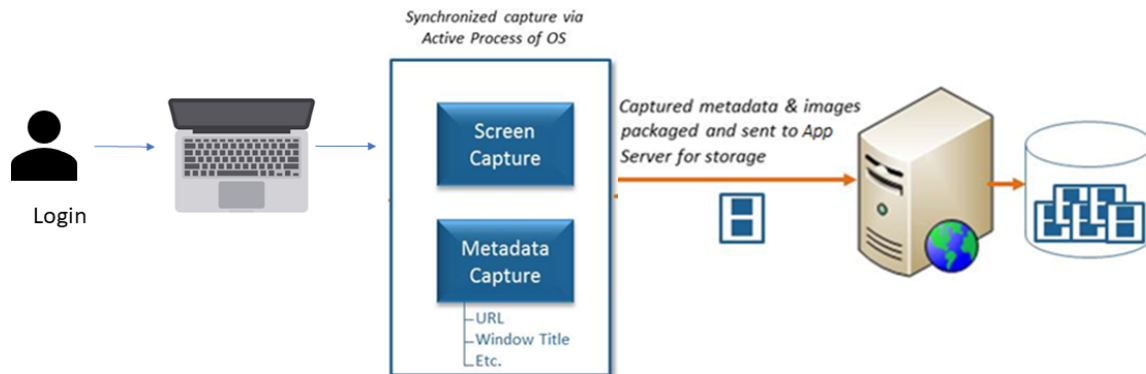 Synchronized capture via
Active Process of OS
Login
Screen
Capture
Metadata
Capture
URL
Window Title
Etc.
Captured metadata & images
packaged and sent to App
Server for storage